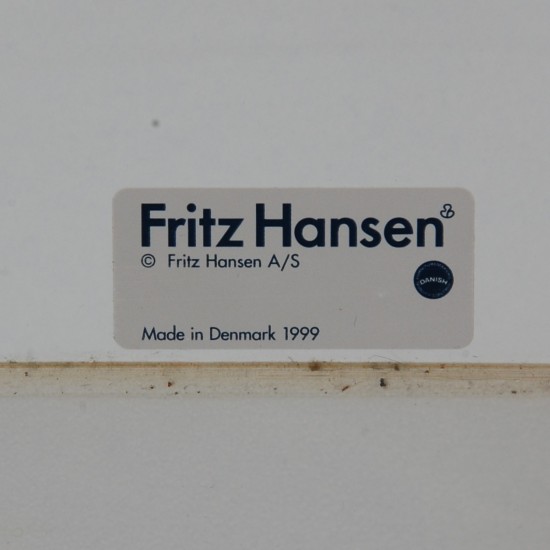 Fritz Hansen
© Fritz Hansen A/S
DANISH
Made in Denmark 1999